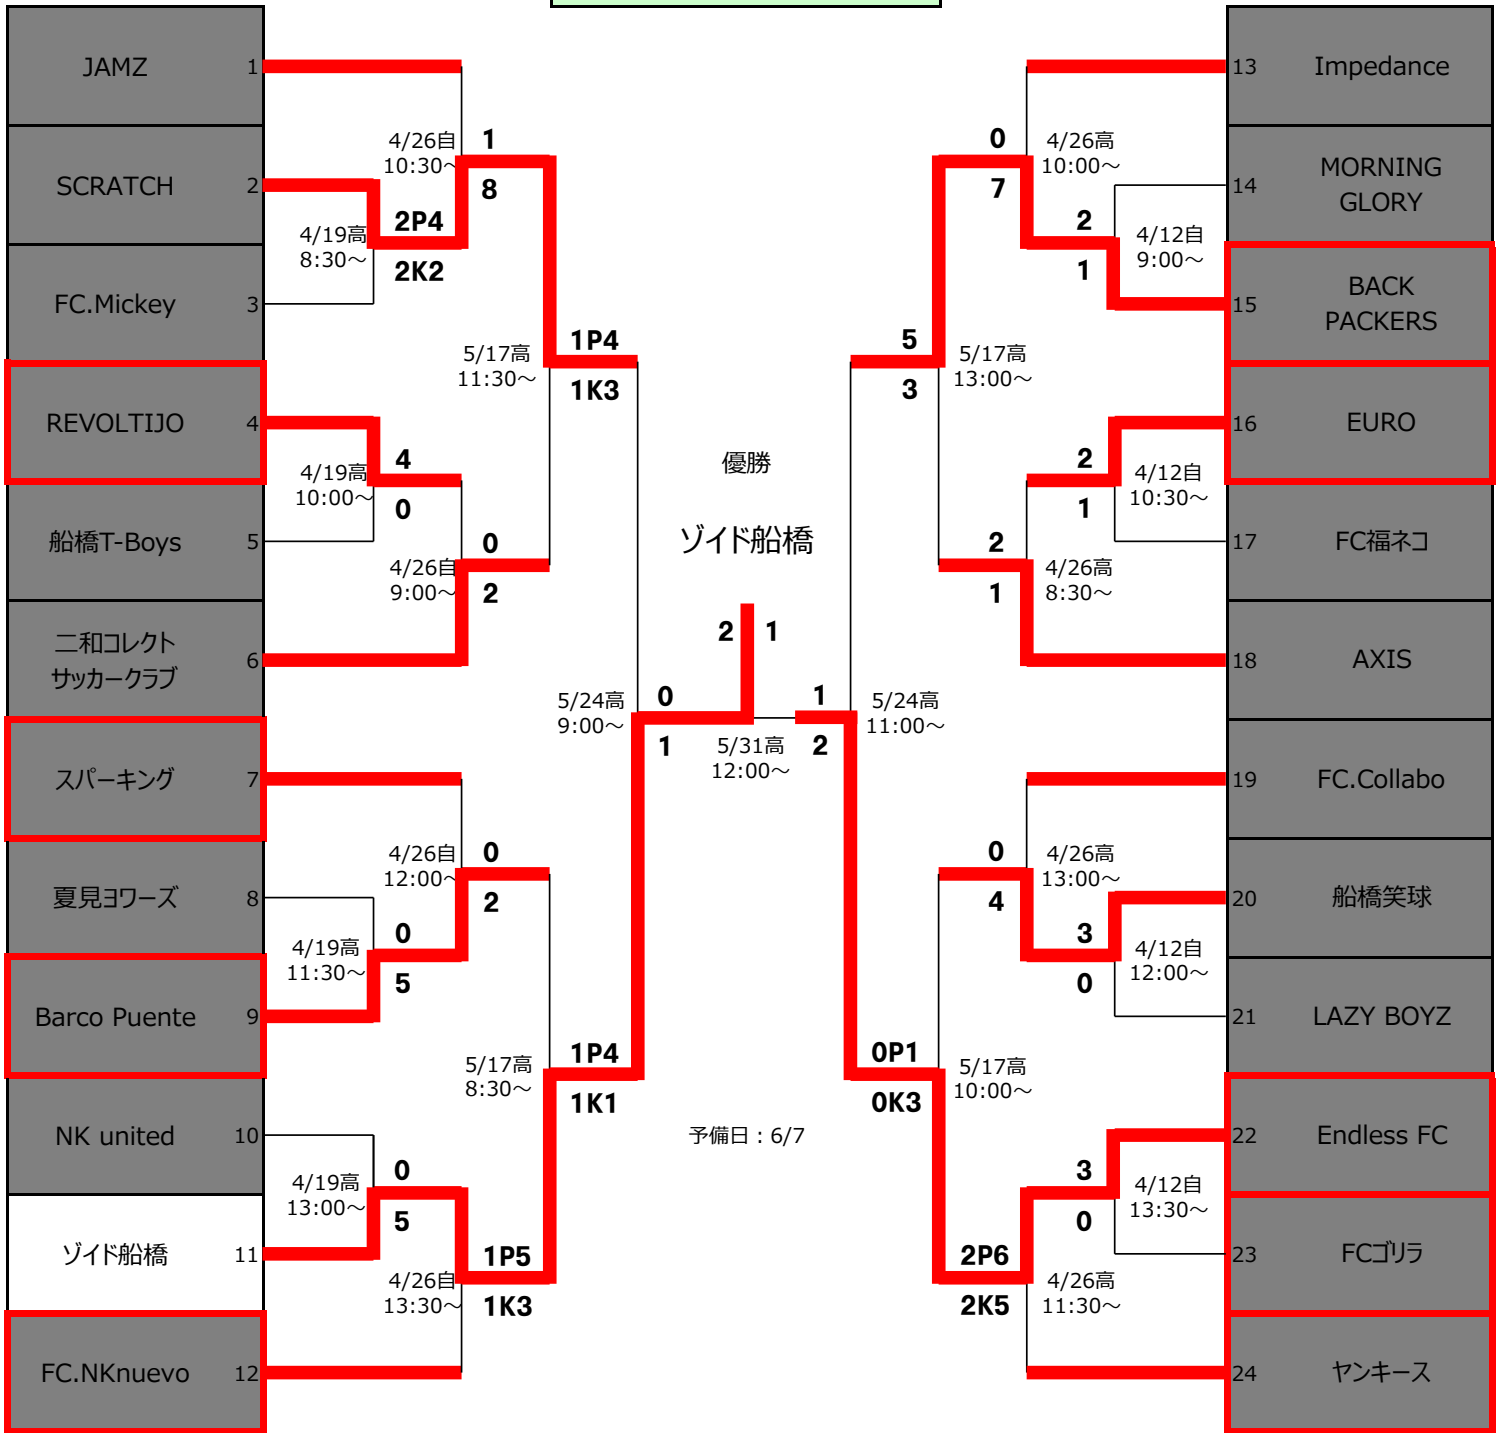 JAMZ 1
SCRATCH 2
FC.Mickey 3
REVOLTIJO 4
船橋T-Boys 5
二和コレクト
サッカークラブ 6
スパーキング 7
夏見ヨワーズ 8
Barco Puente 9
NK united 10
ゾイド船橋 11
FC.NKnuevo 12
4/19高
8:30～
2P4
2K2
4/19高
10:00～
4
0
4/19高
11:30～
0
5
4/19高
13:00～
0
5
4/26自
10:30～
1
8
4/26自
9:00～
0
2
4/26自
12:00～
0
2
4/26自
13:30～
1P5
1K3
5/17高
11:30～
1P4
1K3
5/17高
8:30～
1P4
1K1
5/24高
9:00～
0
1
優勝
ゾイド船橋
2 1
5/31高
12:00～
予備日：6/7
1
2
5/24高
11:00～
5
3
5/17高
13:00～
0P1
0K3
5/17高
10:00～
0
7
4/26高
10:00～
2
1
4/26高
8:30～
0
4
4/26高
13:00～
2P6
2K5
4/26高
11:30～
2
1
4/12自
9:00～
2
1
4/12自
10:30～
3
0
4/12自
12:00～
3
0
4/12自
13:30～
13 Impedance
14 MORNING
GLORY
15 BACK
PACKERS
16 EURO
17 FC福ネコ
18 AXIS
19 FC.Collabo
20 船橋笑球
21 LAZY BOYZ
22 Endless FC
23 FCゴリラ
24 ヤンキース